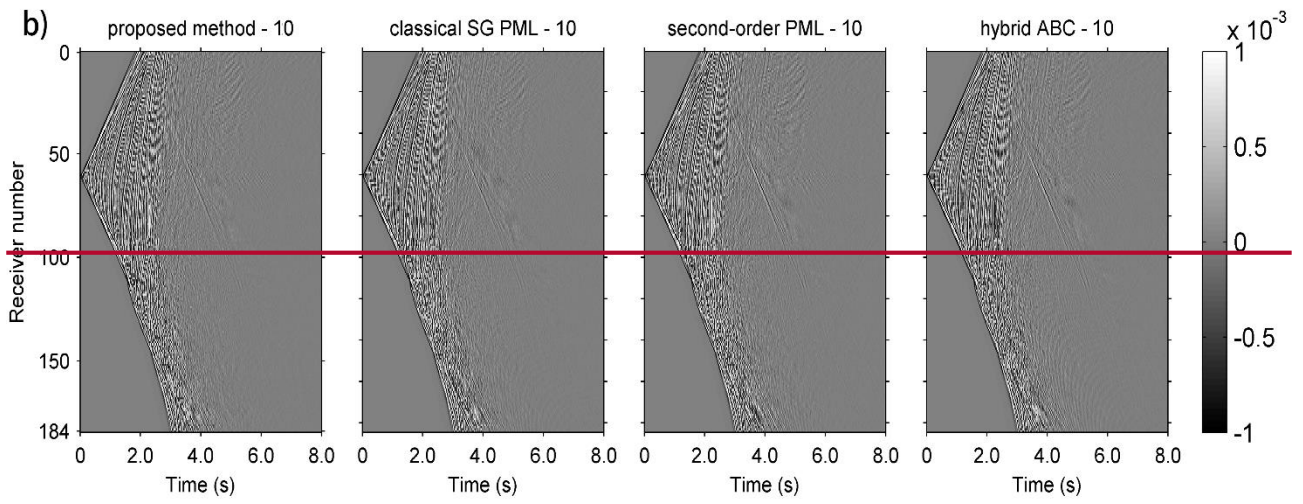 b)
proposed method - 10
classical SG PML - 10
second-order PML - 10
hybrid ABC - 10
x 10-3
Receiver number
0
50
100
150
184
1
0.5
0
-0.5
-1
0 2.0 4.0 6.0 8.0
0 2.0 4.0 6.0 8.0
0 2.0 4.0 6.0 8.0
0 2.0 4.0 6.0 8.0
Time (s)
Time (s)
Time (s)
Time (s)